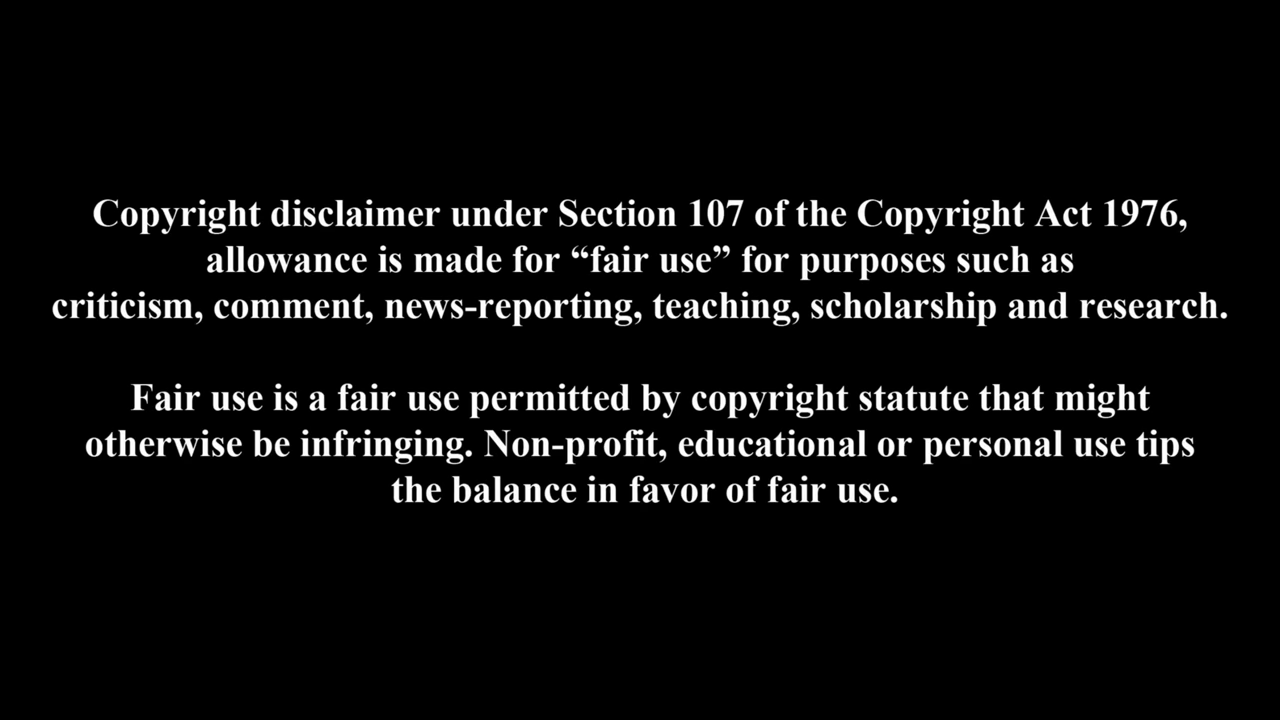 Copyright disclaimer under Section 107 of the Copyright Act 1976,
allowance is made for “fair use” for purposes such as
criticism, comment, news-reporting, teaching, scholarship and research.
Fair use is a fair use permitted by copyright statute that might
otherwise be infringing. Non-profit, educational or personal use tips
the balance in favor of fair use.